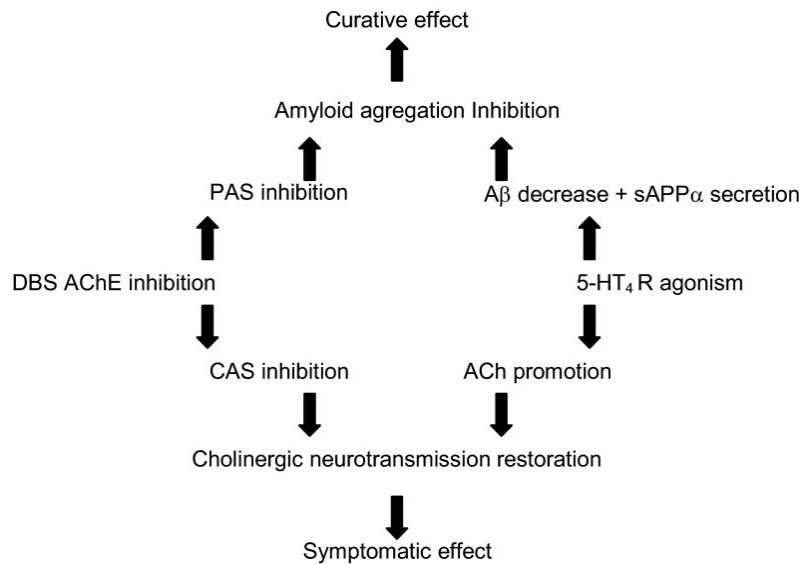 Curative effect
Amyloid agregation Inhibition
PAS inhibition
Aβ decrease + sAPPα secretion
DBS AChE inhibition
5-HT₄ R agonism
CAS inhibition
ACh promotion
Cholinergic neurotransmission restoration
Symptomatic effect